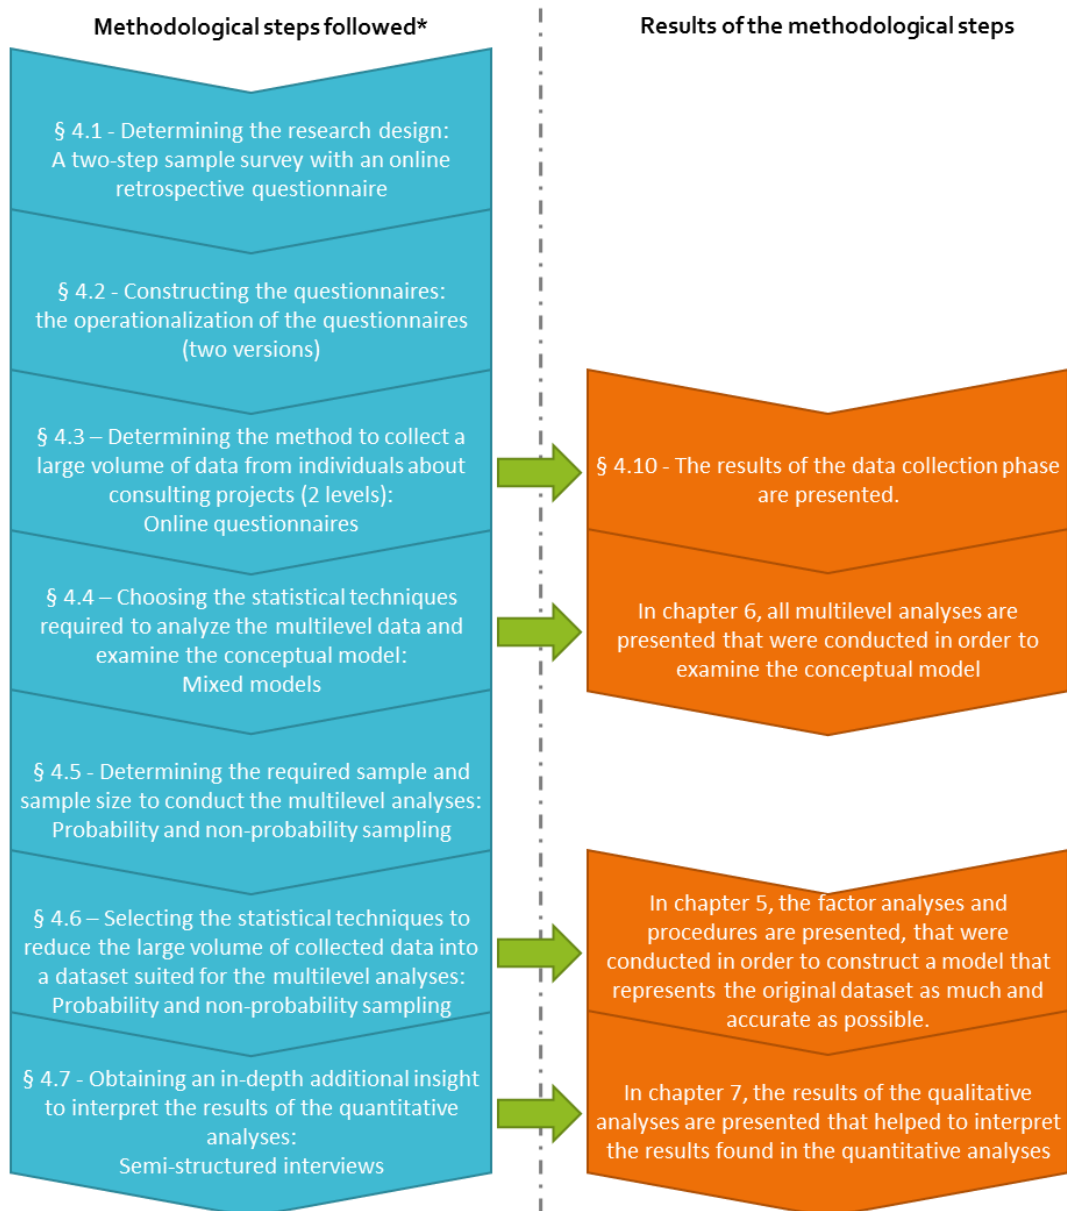 Methodological steps followed*
Results of the methodological steps
§ 4.1 - Determining the research design:
A two-step sample survey with an online
retrospective questionnaire
§ 4.2 - Constructing the questionnaires:
the operationalization of the questionnaires
(two versions)
§ 4.3 – Determining the method to collect a
large volume of data from individuals about
consulting projects (2 levels):
Online questionnaires
§ 4.10 - The results of the data collection phase
are presented.
§ 4.4 – Choosing the statistical techniques
required to analyze the multilevel data and
examine the conceptual model:
Mixed models
In chapter 6, all multilevel analyses are
presented that were conducted in order to
examine the conceptual model
§ 4.5 - Determining the required sample and
sample size to conduct the multilevel analyses:
Probability and non-probability sampling
§ 4.6 – Selecting the statistical techniques to
reduce the large volume of collected data into
a dataset suited for the multilevel analyses:
Probability and non-probability sampling
In chapter 5, the factor analyses and
procedures are presented, that were
conducted in order to construct a model that
represents the original dataset as much and
accurate as possible.
§ 4.7 - Obtaining an in-depth additional insight
to interpret the results of the quantitative
analyses:
Semi-structured interviews
In chapter 7, the results of the qualitative
analyses are presented that helped to interpret
the results found in the quantitative analyses